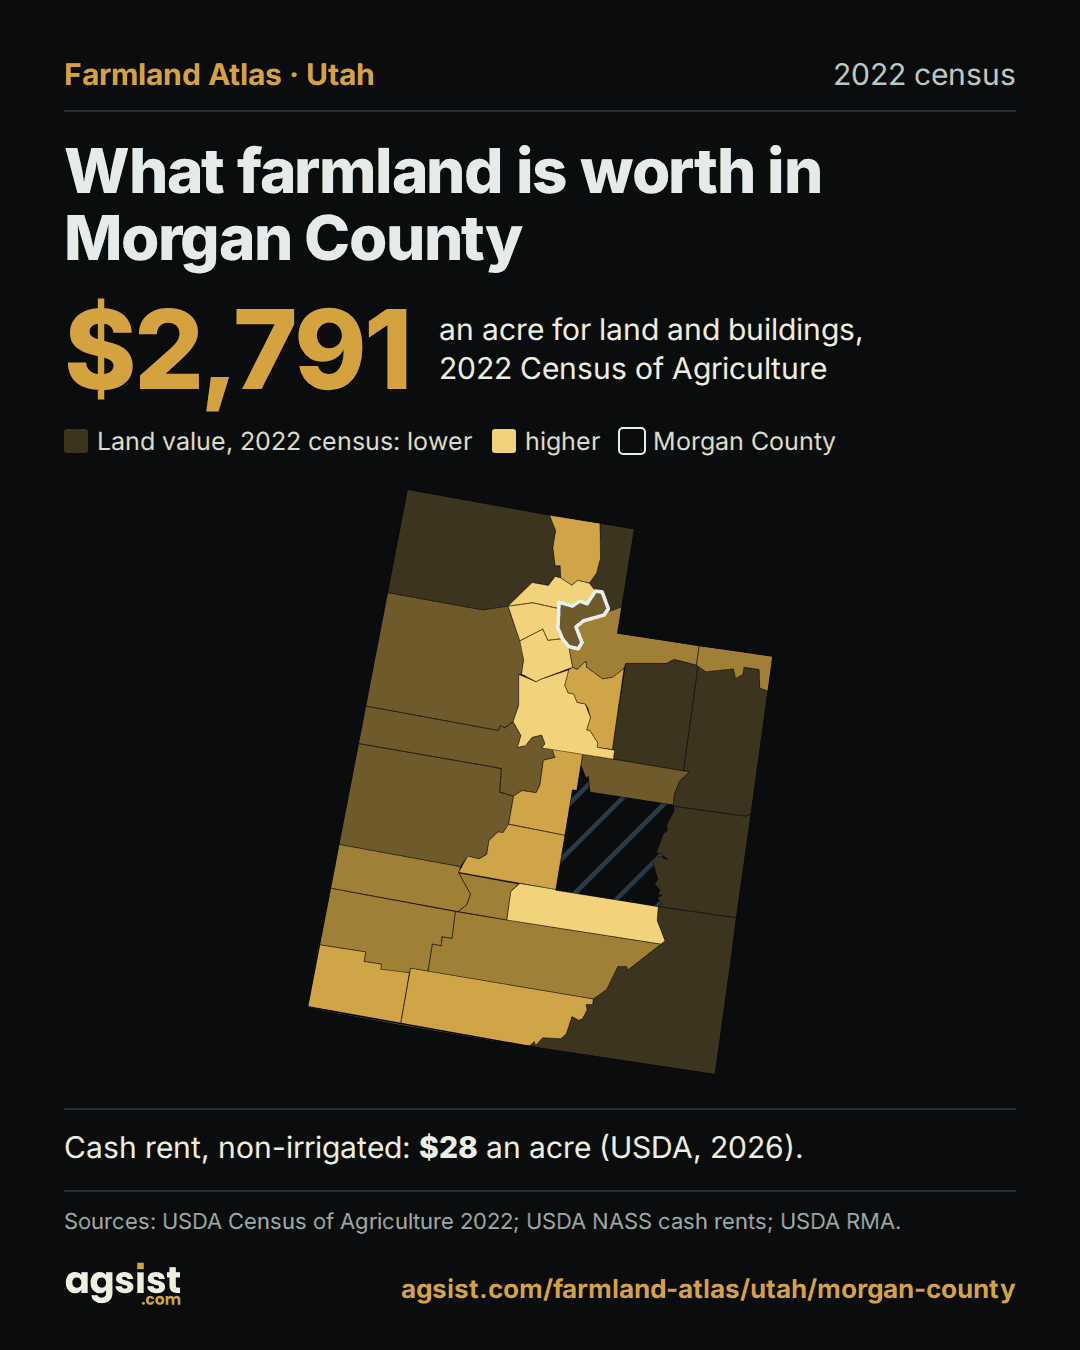 Farmland Atlas · Utah
2022 census
What farmland is worth in
Morgan County
$2,791
an acre for land and buildings,
2022 Census of Agriculture
Land value, 2022 census: lower
higher
Morgan County
Cash rent, non-irrigated: $28 an acre (USDA, 2026).
Sources: USDA Census of Agriculture 2022; USDA NASS cash rents; USDA RMA.
agsist
.com
agsist.com/farmland-atlas/utah/morgan-county